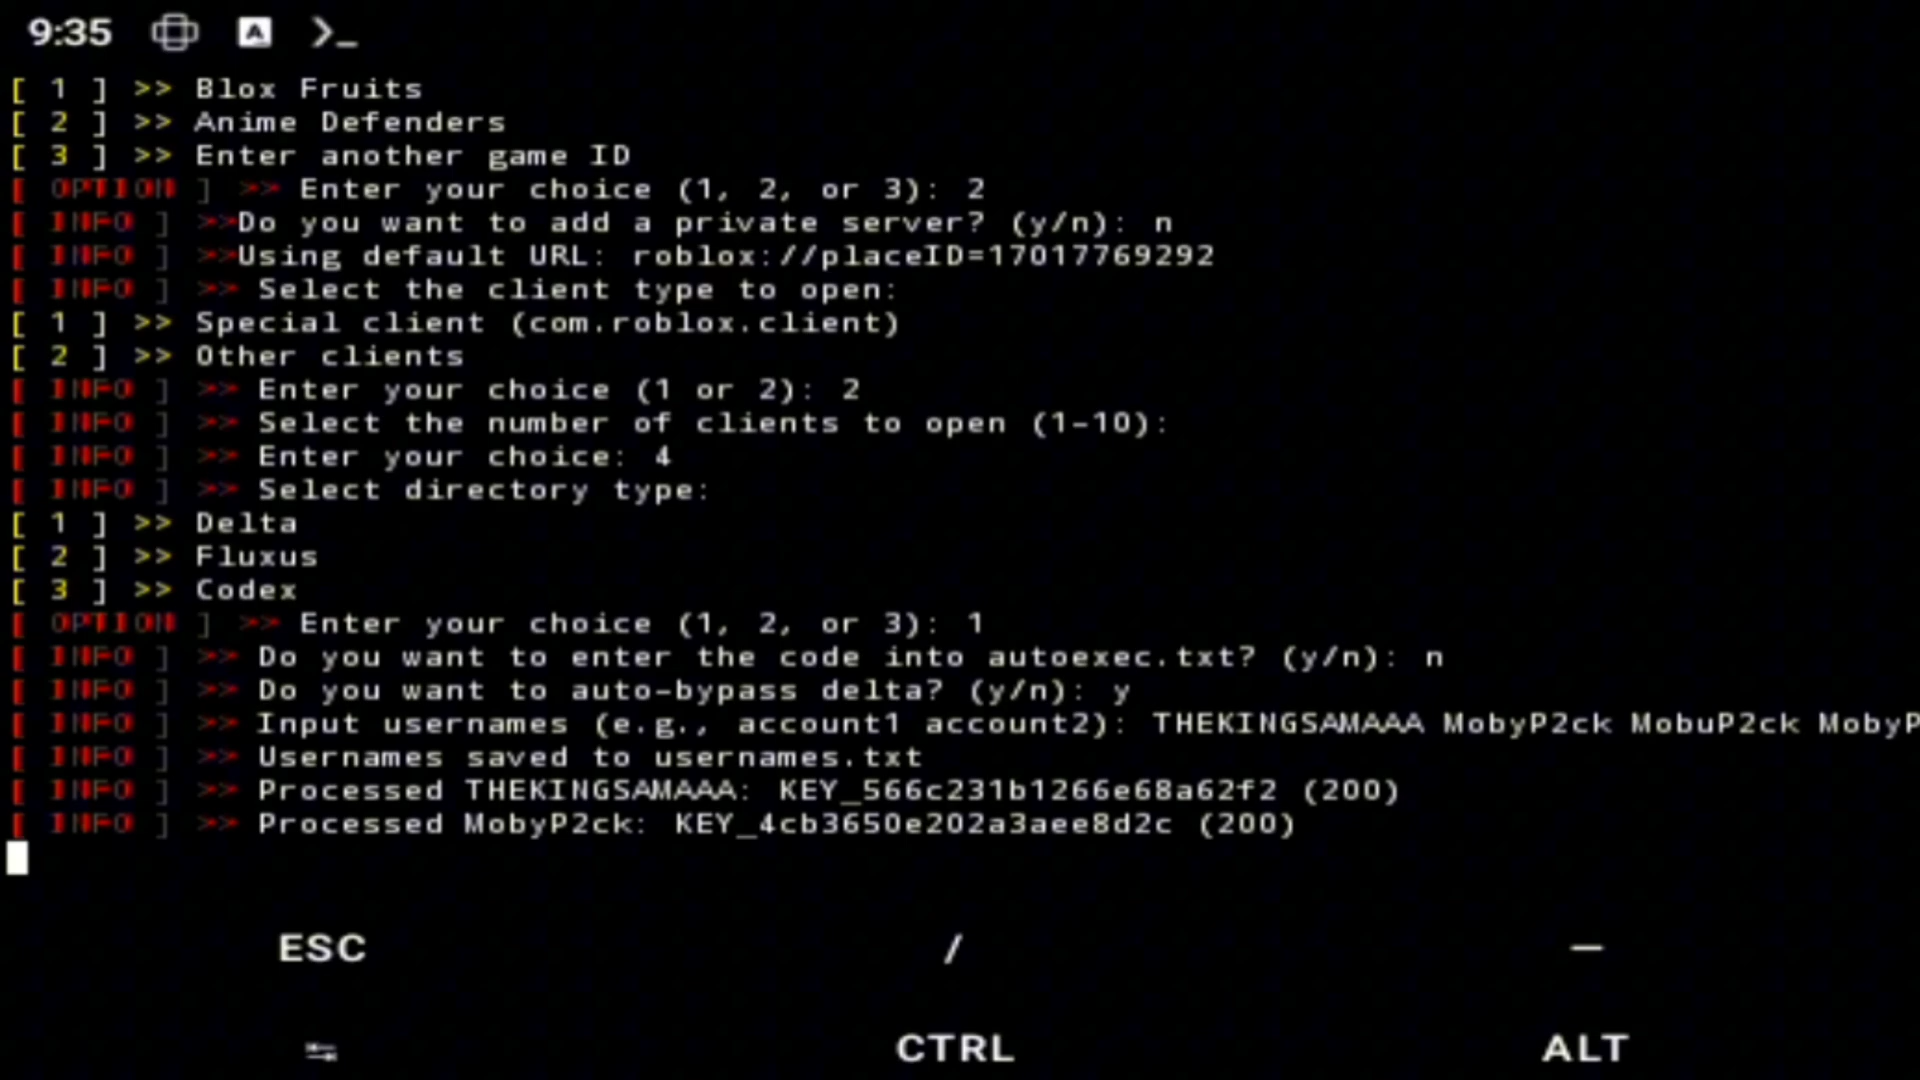 9:35 A >_
[ 1 ] >> Blox Fruits
[ 2 ] >> Anime Defenders
[ 3 ] >> Enter another game ID
[ OPTION ] >> Enter your choice (1, 2, or 3): 2
[ INFO ] >>Do you want to add a private server? (y/n): n
[ INFO ] >>Using default URL: roblox://placeID=17017769292
[ INFO ] >> Select the client type to open:
[ 1 ] >> Special client (com.roblox.client)
[ 2 ] >> Other clients
[ INFO ] >> Enter your choice (1 or 2): 2
[ INFO ] >> Select the number of clients to open (1-10):
[ INFO ] >> Enter your choice: 4
[ INFO ] >> Select directory type:
[ 1 ] >> Delta
[ 2 ] >> Fluxus
[ 3 ] >> Codex
[ OPTION ] >> Enter your choice (1, 2, or 3): 1
[ INFO ] >> Do you want to enter the code into autoexec.txt? (y/n): n
[ INFO ] >> Do you want to auto-bypass delta? (y/n): y
[ INFO ] >> Input usernames (e.g., account1 account2): THEKINGSAMAAA MobyP2ck MobuP2ck MobyP
[ INFO ] >> Usernames saved to usernames.txt
[ INFO ] >> Processed THEKINGSAMAAA: KEY_566c231b1266e68a62f2 (200)
[ INFO ] >> Processed MobyP2ck: KEY_4cb3650e202a3aee8d2c (200)
ESC / —
CTRL ALT